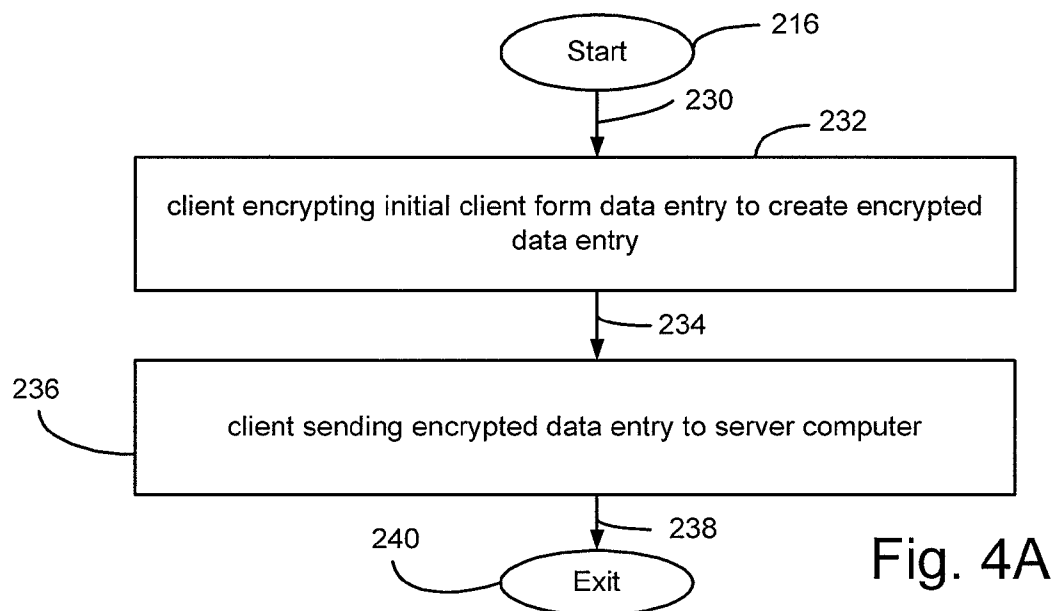 216
Start
230
232
client encrypting initial client form data entry to create encrypted
data entry
234
236
client sending encrypted data entry to server computer
238
240
Exit
Fig. 4A